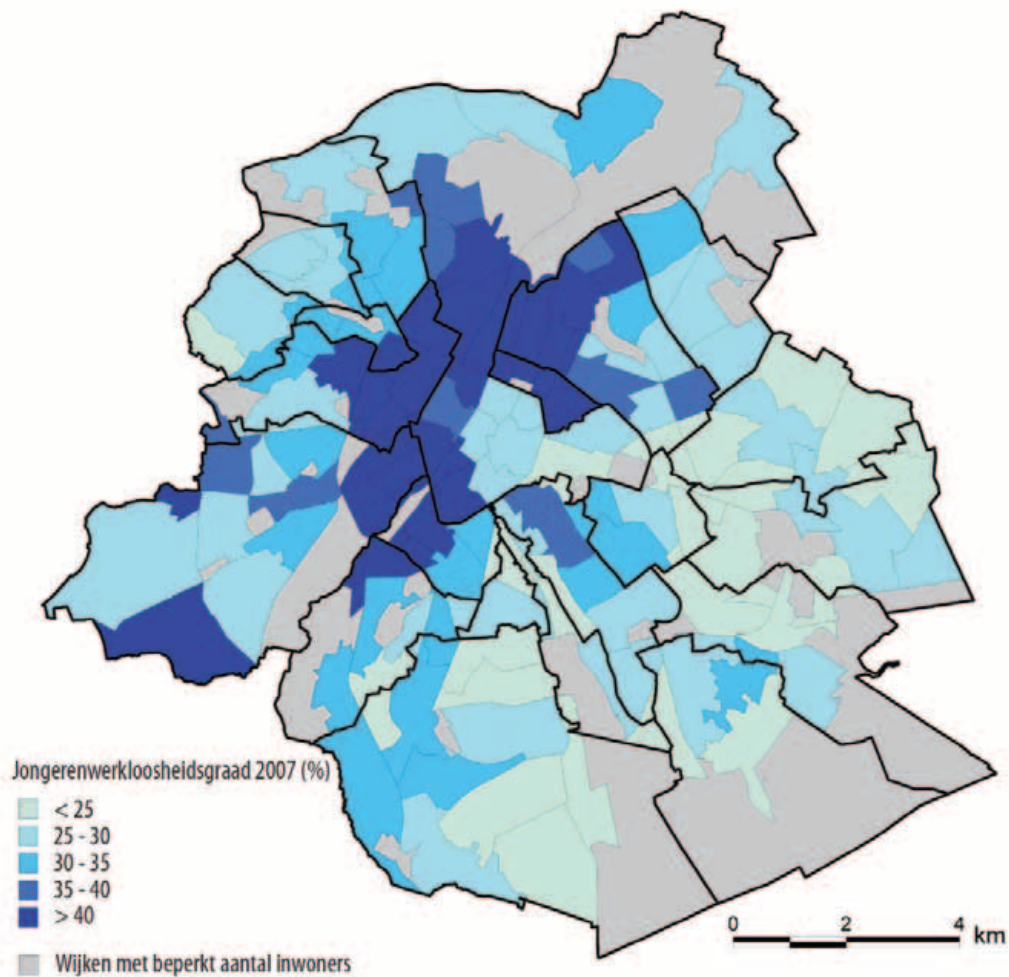 Jongerenwerkloosheidsgraad 2007 (%)
< 25
25 - 30
30 - 35
35 - 40
> 40
Wijken met beperkt aantal inwoners
0 2 4 km